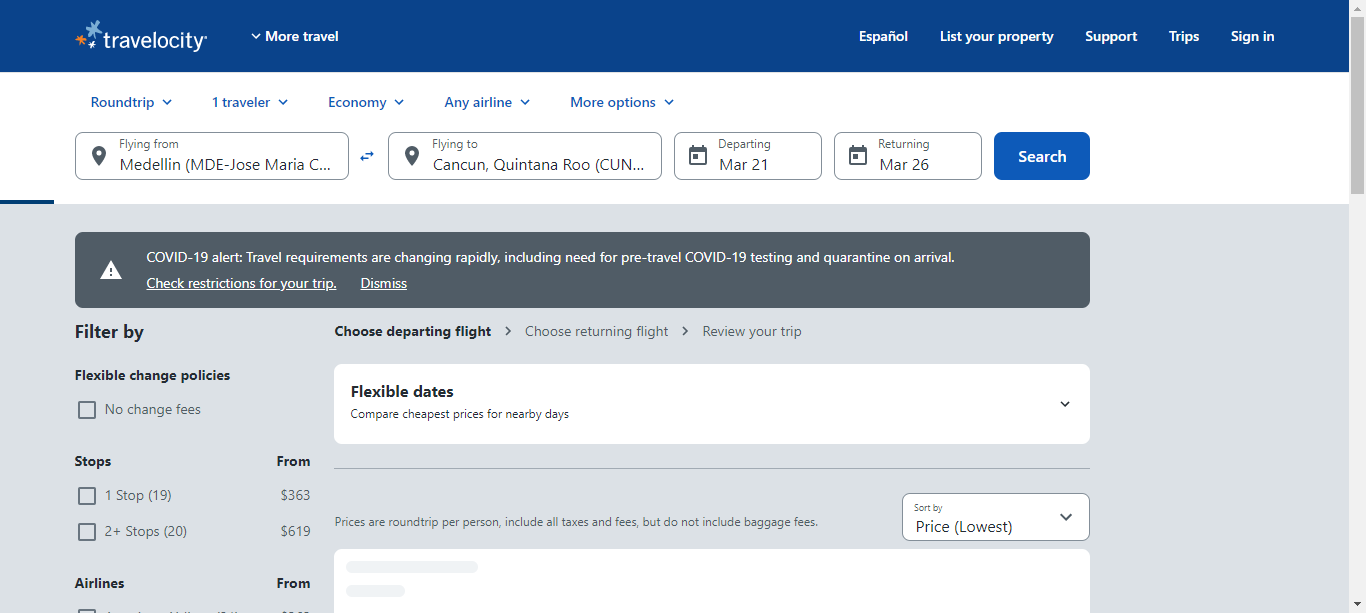 travelocity
More travel
Español
List your property
Support
Trips
Sign in
Roundtrip
1 traveler
Economy
Any airline
More options
Flying from
Medellin (MDE-Jose Maria C...
Flying to
Cancun, Quintana Roo (CUN...
Departing
Mar 21
Returning
Mar 26
Search
COVID-19 alert: Travel requirements are changing rapidly, including need for pre-travel COVID-19 testing and quarantine on arrival.
Check restrictions for your trip. Dismiss
Filter by
Flexible change policies
No change fees
Stops From
1 Stop (19) $363
2+ Stops (20) $619
Airlines From
Choose departing flight
Choose returning flight
Review your trip
Flexible dates
Compare cheapest prices for nearby days
Prices are roundtrip per person, include all taxes and fees, but do not include baggage fees.
Sort by
Price (Lowest)